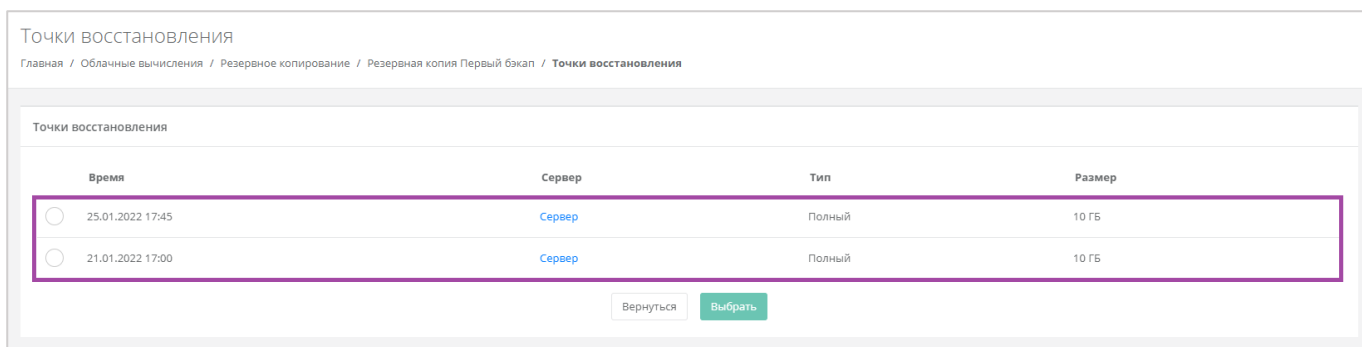 Точки восстановления
Главная / Облачные вычисления / Резервное копирование / Резервная копия Первый бэкап / Точки восстановления
Точки восстановления
Время Сервер Тип Размер
25.01.2022 17:45 Сервер Полный 10 ГБ
21.01.2022 17:00 Сервер Полный 10 ГБ
Вернуться Выбрать